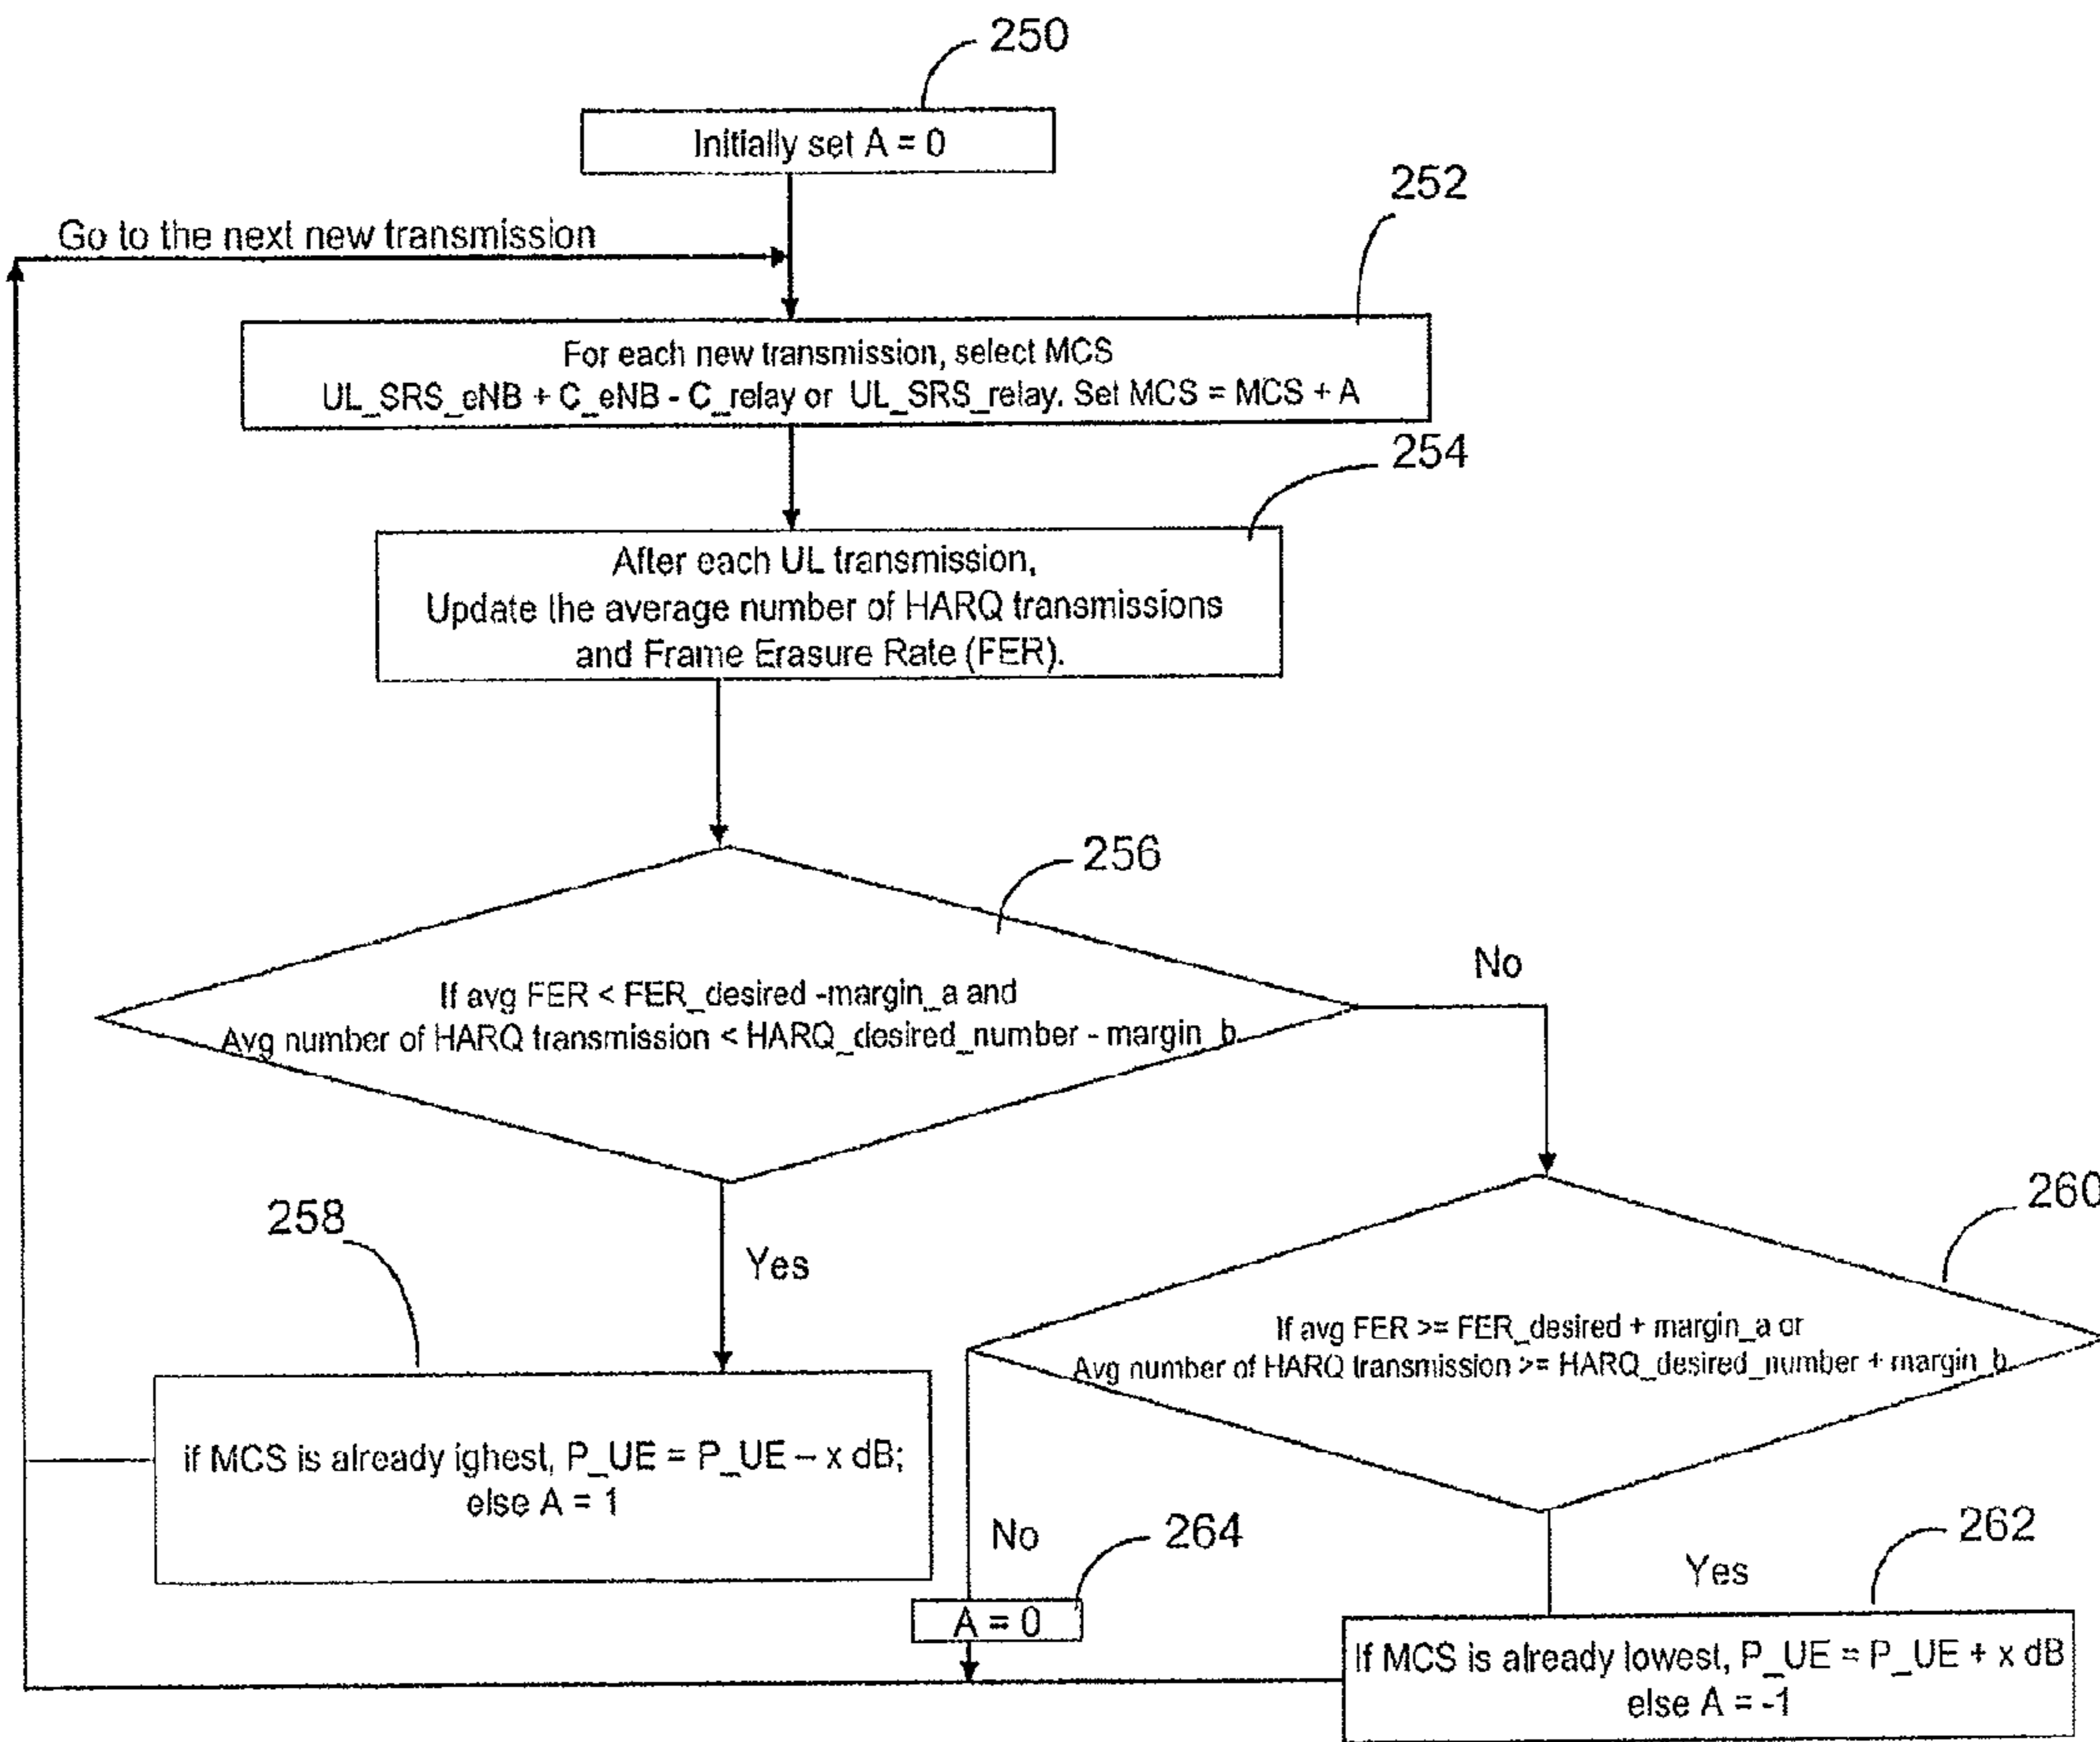 250
Initially set A = 0
252
Go to the next new transmission
For each new transmission, select MCS
UL_SRS_eNB + C_eNB - C_relay or UL_SRS_relay. Set MCS = MCS + A
254
After each UL transmission,
Update the average number of HARQ transmissions
and Frame Erasure Rate (FER).
256
If avg FER < FER_desired -margin_a and
Avg number of HARQ transmission < HARQ_desired_number - margin_b.
No
260
258
Yes
If avg FER >= FER_desired + margin_a or
Avg number of HARQ transmission >= HARQ_desired_number + margin_b.
if MCS is already ighest, P_UE = P_UE – x dB;
else A = 1
No
264
262
Yes
A = 0
If MCS is already lowest, P_UE = P_UE + x dB
else A = -1